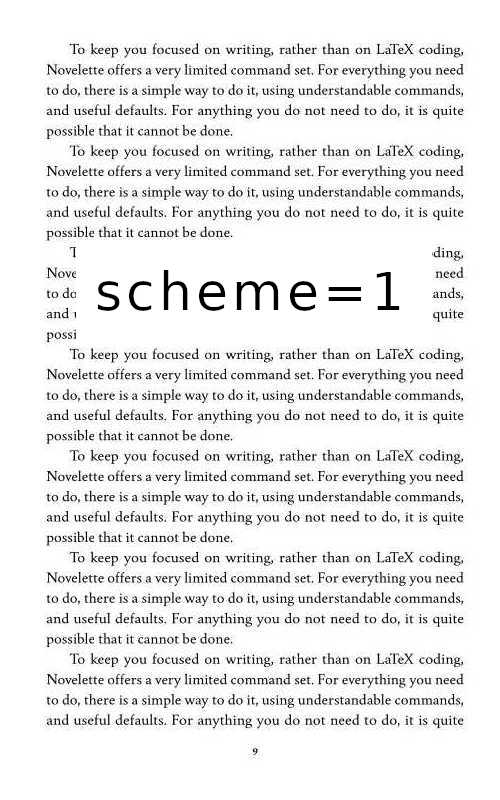 To keep you focused on writing, rather than on LaTeX coding,
Novelette offers a very limited command set. For everything you need
to do, there is a simple way to do it, using understandable commands,
and useful defaults. For anything you do not need to do, it is quite
possible that it cannot be done.
To keep you focused on writing, rather than on LaTeX coding,
Novelette offers a very limited command set. For everything you need
to do, there is a simple way to do it, using understandable commands,
and useful defaults. For anything you do not need to do, it is quite
possible that it cannot be done.
need
to do
and quite
scheme=1
To keep you focused on writing, rather than on LaTeX coding,
Novelette offers a very limited command set. For everything you need
to do, there is a simple way to do it, using understandable commands,
and useful defaults. For anything you do not need to do, it is quite
possible that it cannot be done.
To keep you focused on writing, rather than on LaTeX coding,
Novelette offers a very limited command set. For everything you need
to do, there is a simple way to do it, using understandable commands,
and useful defaults. For anything you do not need to do, it is quite
possible that it cannot be done.
To keep you focused on writing, rather than on LaTeX coding,
Novelette offers a very limited command set. For everything you need
to do, there is a simple way to do it, using understandable commands,
and useful defaults. For anything you do not need to do, it is quite
possible that it cannot be done.
To keep you focused on writing, rather than on LaTeX coding,
Novelette offers a very limited command set. For everything you need
to do, there is a simple way to do it, using understandable commands,
and useful defaults. For anything you do not need to do, it is quite
9